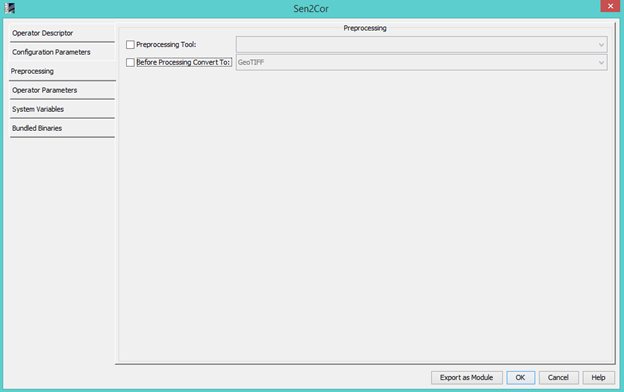 Sen2Cor
Operator Descriptor
Configuration Parameters
Preprocessing
Operator Parameters
System Variables
Bundled Binaries
Preprocessing
Preprocessing Tool:
Before Processing Convert To: GeoTIFF
Export as Module OK Cancel Help